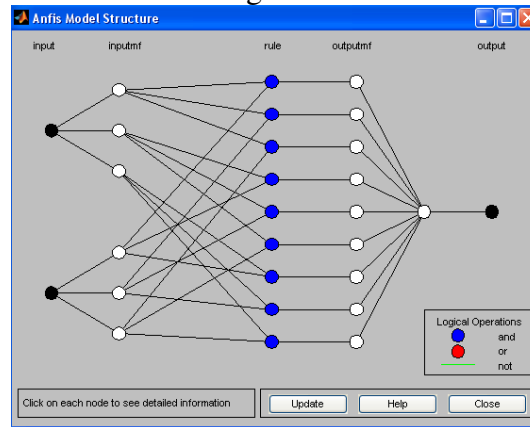 Anfis Model Structure
input inputmf rule outputmf output
Logical Operations
and
or
not
Click on each node to see detailed information
Update Help Close